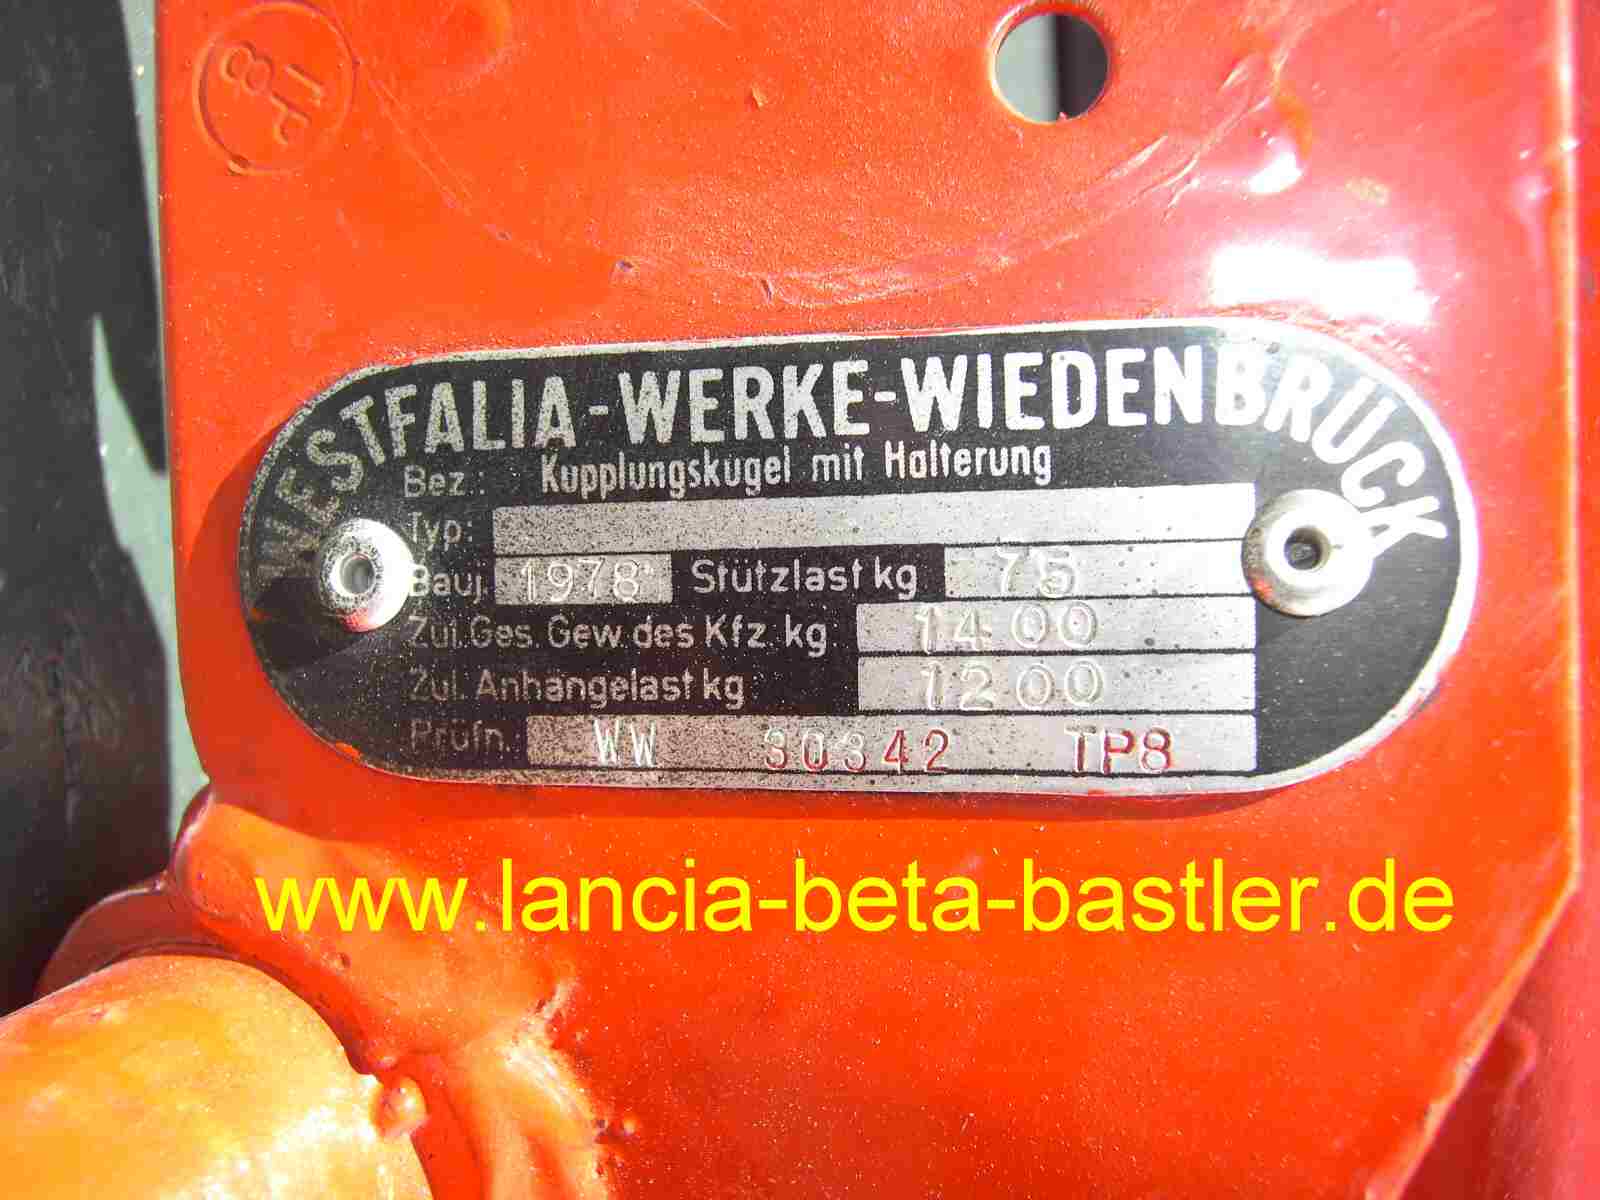 WESTFALIA-WERKE-WIEDENBRÜCK
Bez.: Kupplungskugel mit Halterung
Typ:
Bauj. 1978 Stützlast kg 75
Zul. Ges. Gew. des Kfz. kg. 1400
Zul. Anhängelast kg 1200
Prüfn. WW 30342 TP8
www.lancia-beta-bastler.de